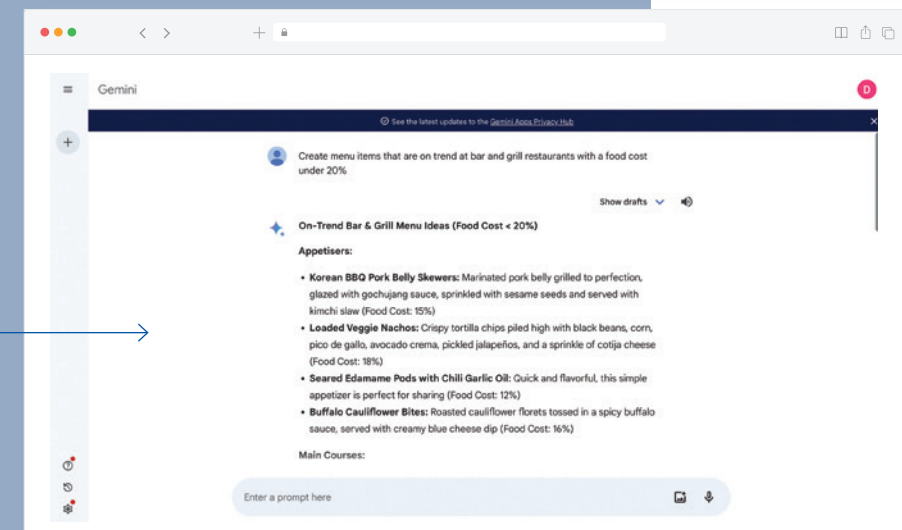 Gemini
D
See the latest updates to the Gemini Apps Privacy Hub
Create menu items that are on trend at bar and grill restaurants with a food cost
under 20%
Show drafts
On-Trend Bar & Grill Menu Ideas (Food Cost < 20%)
Appetisers:
• Korean BBQ Pork Belly Skewers: Marinated pork belly grilled to perfection,
glazed with gochujang sauce, sprinkled with sesame seeds and served with
kimchi slaw (Food Cost: 15%)
• Loaded Veggie Nachos: Crispy tortilla chips piled high with black beans, corn,
pico de gallo, avocado crema, pickled jalapeños, and a sprinkle of cotija cheese
(Food Cost: 18%)
• Seared Edamame Pods with Chili Garlic Oil: Quick and flavorful, this simple
appetizer is perfect for sharing (Food Cost: 12%)
• Buffalo Cauliflower Bites: Roasted cauliflower florets tossed in a spicy buffalo
sauce, served with creamy blue cheese dip (Food Cost: 16%)
Main Courses:
Enter a prompt here